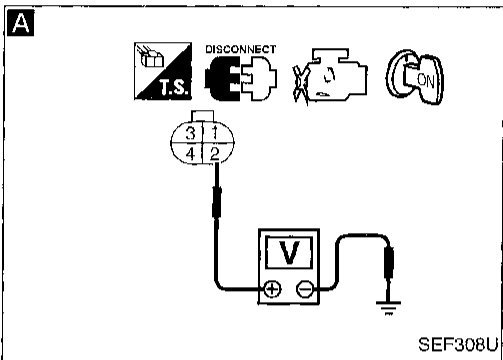 A
DISCONNECT
T.S.
ON
3 1
4 2
V
⊕ ⊖
SEF308U